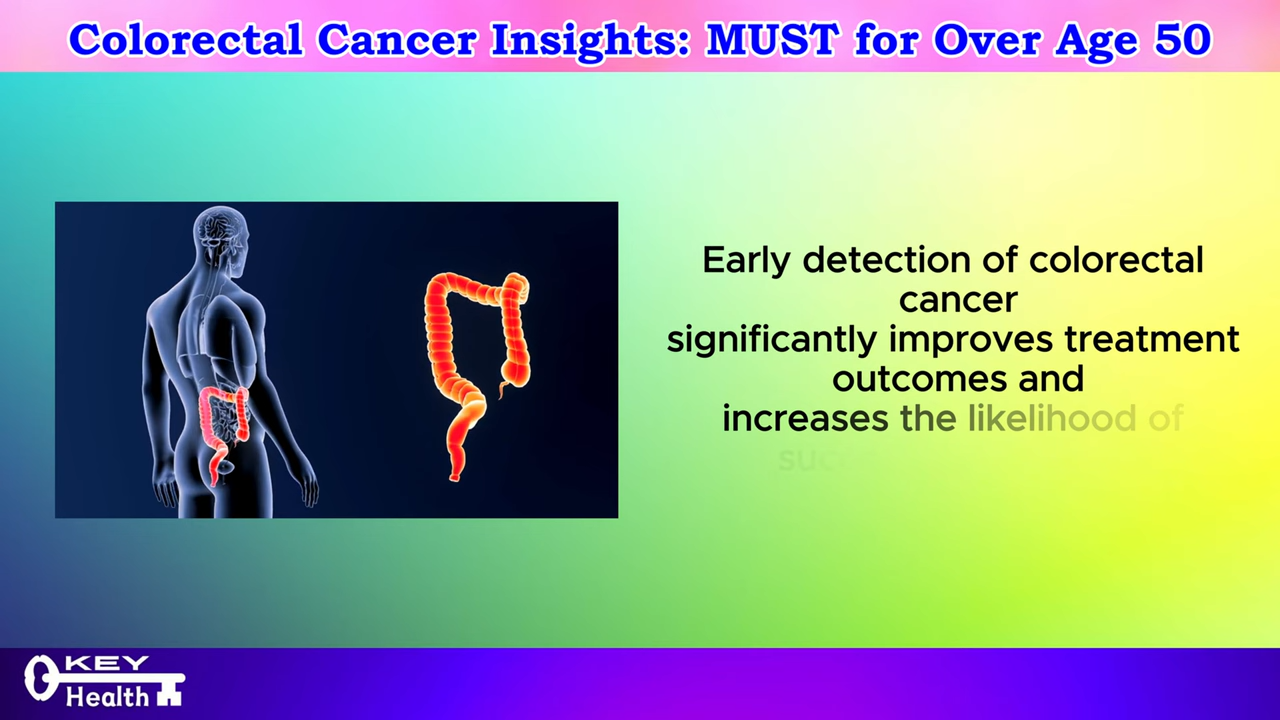 Colorectal Cancer Insights: MUST for Over Age 50
Early detection of colorectal
cancer
significantly improves treatment
outcomes and
increases the likelihood of
KEY
Health